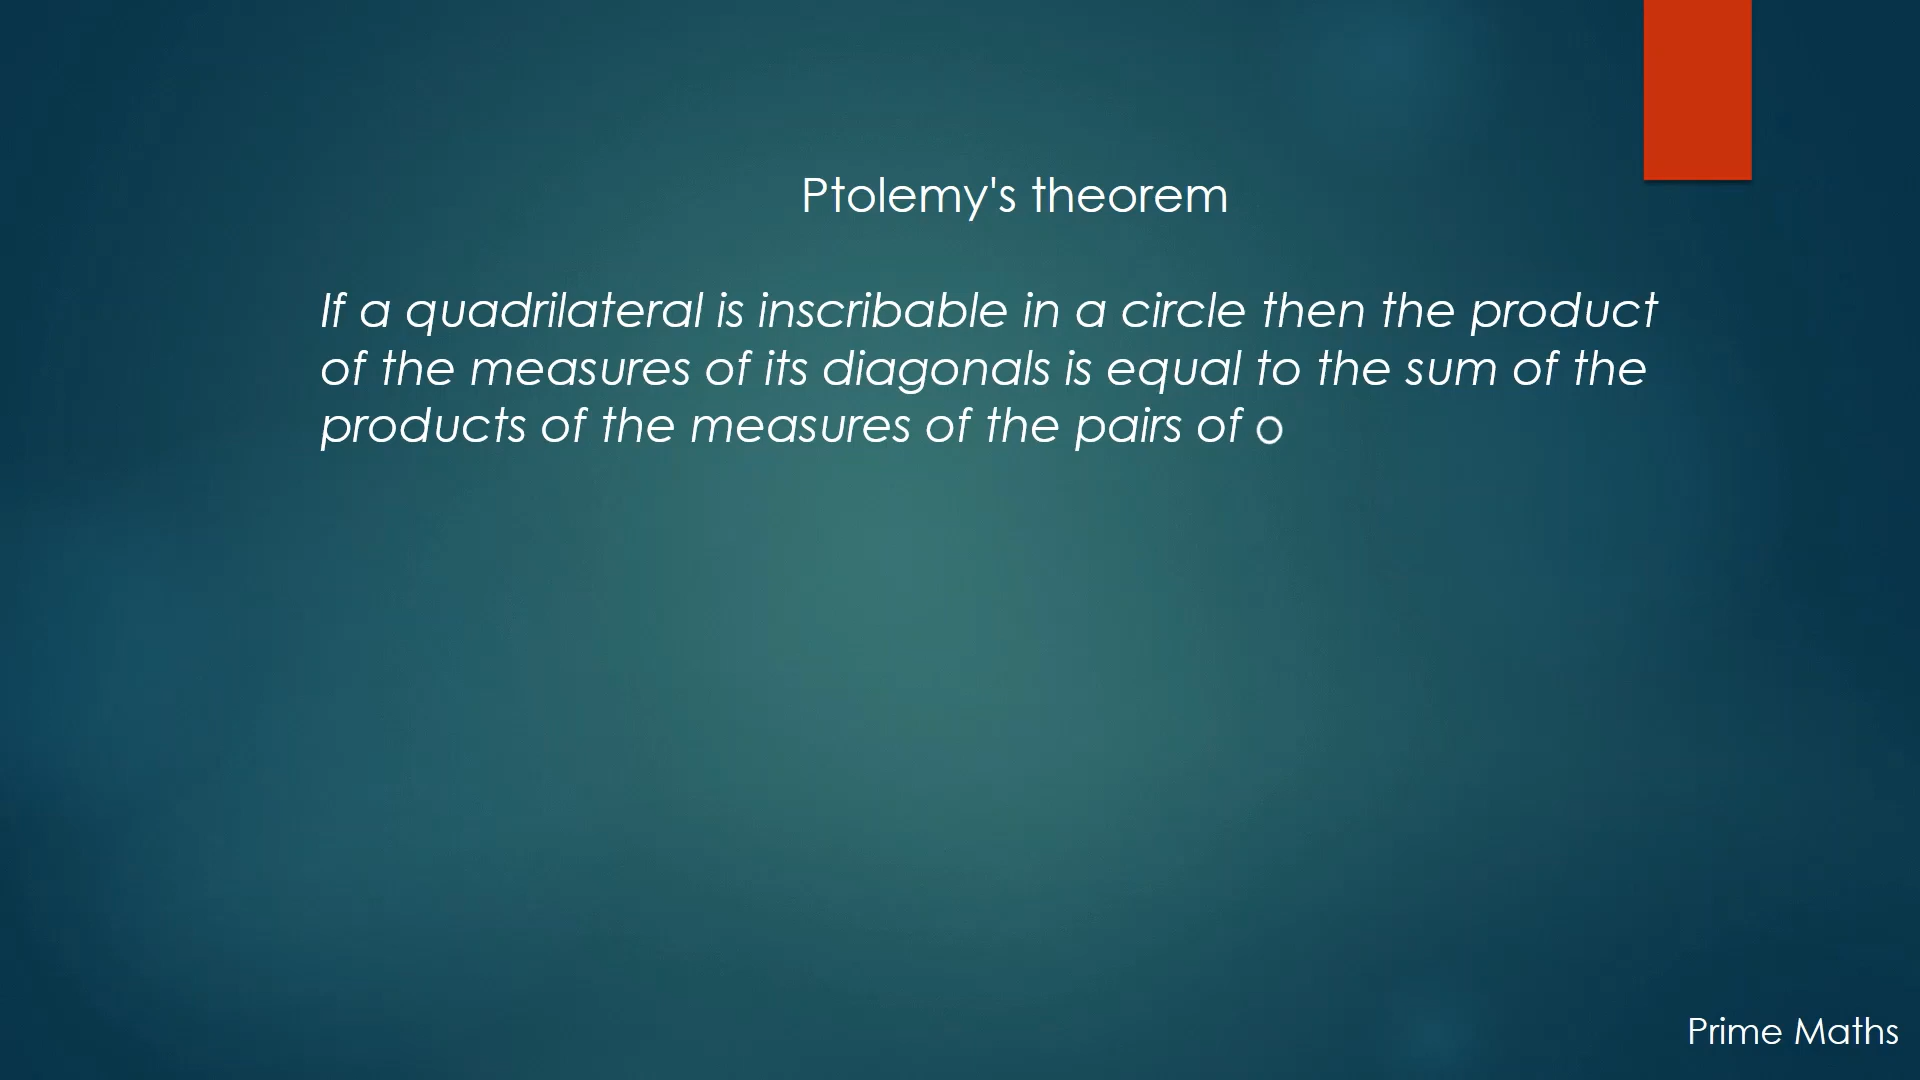 Ptolemy's theorem
If a quadrilateral is inscribable in a circle then the product
of the measures of its diagonals is equal to the sum of the
products of the measures of the pairs of o
Prime Maths